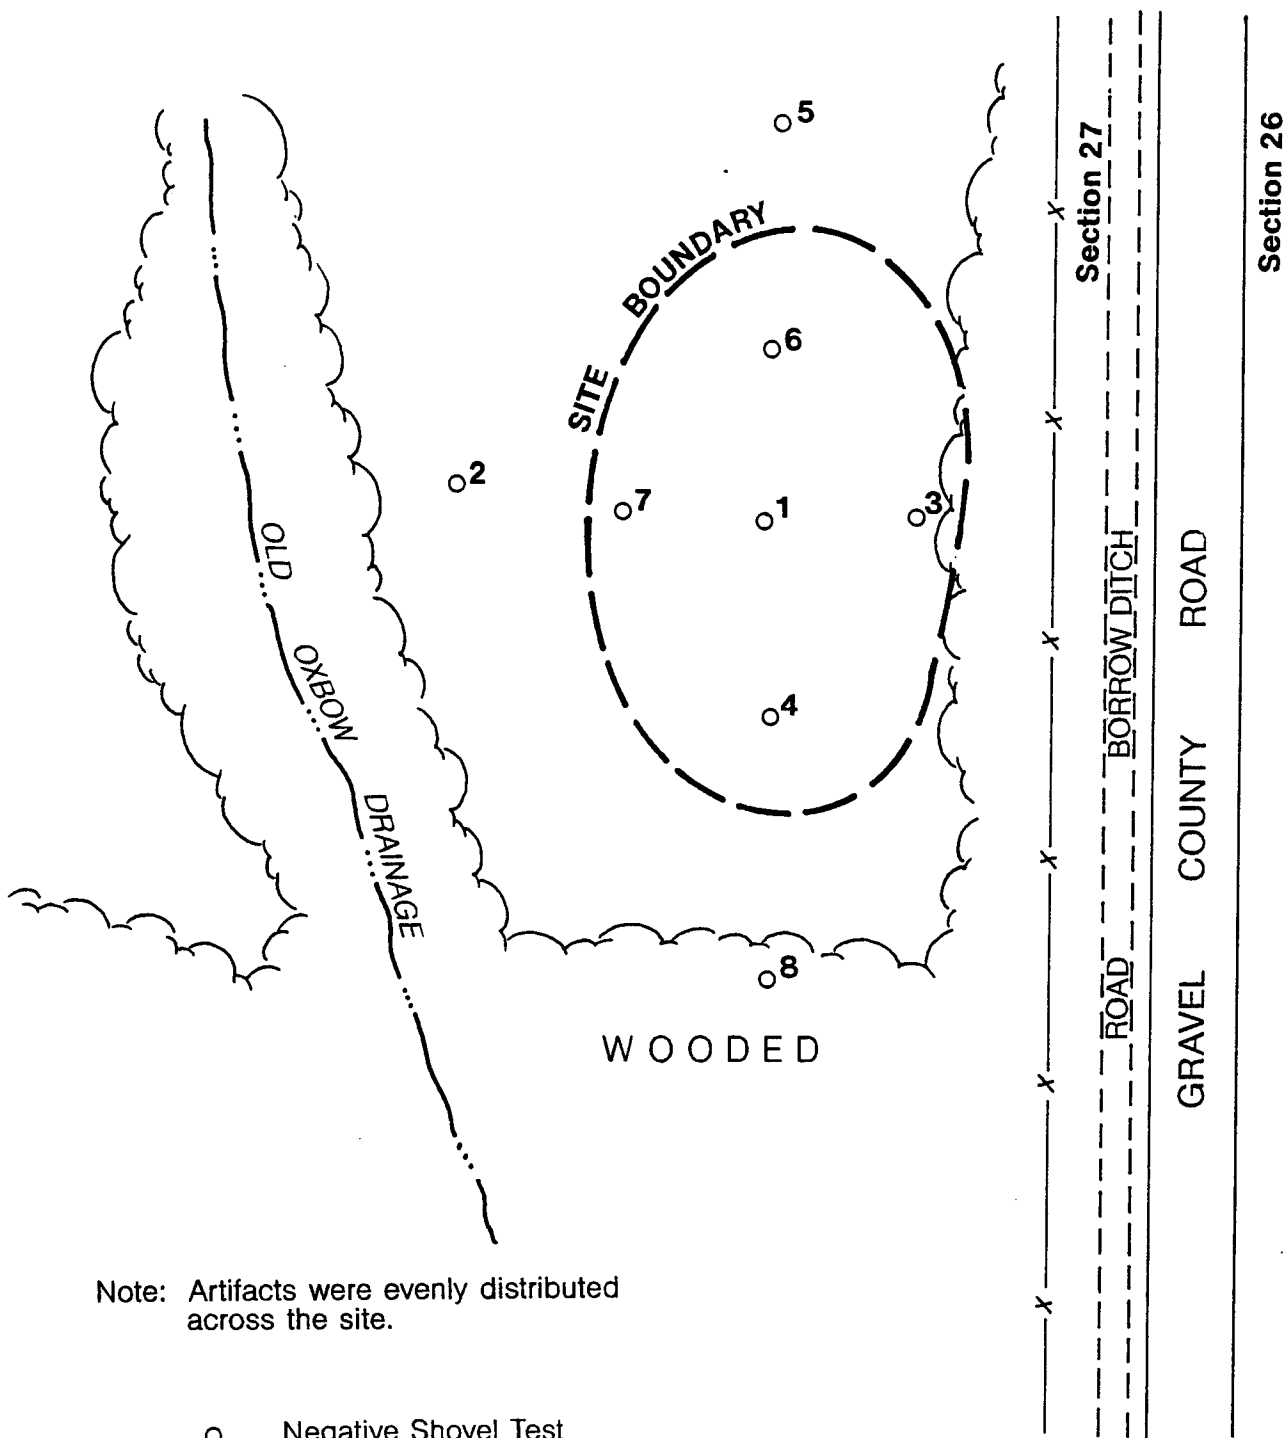 5
Section 27
Section 26
SITE BOUNDARY
6
2
7
1
3
OLD OXBOW DRAINAGE
4
8
WOODED
ROAD BORROW DITCH
GRAVEL COUNTY ROAD
Note: Artifacts were evenly distributed
across the site.
Negative Shovel Test